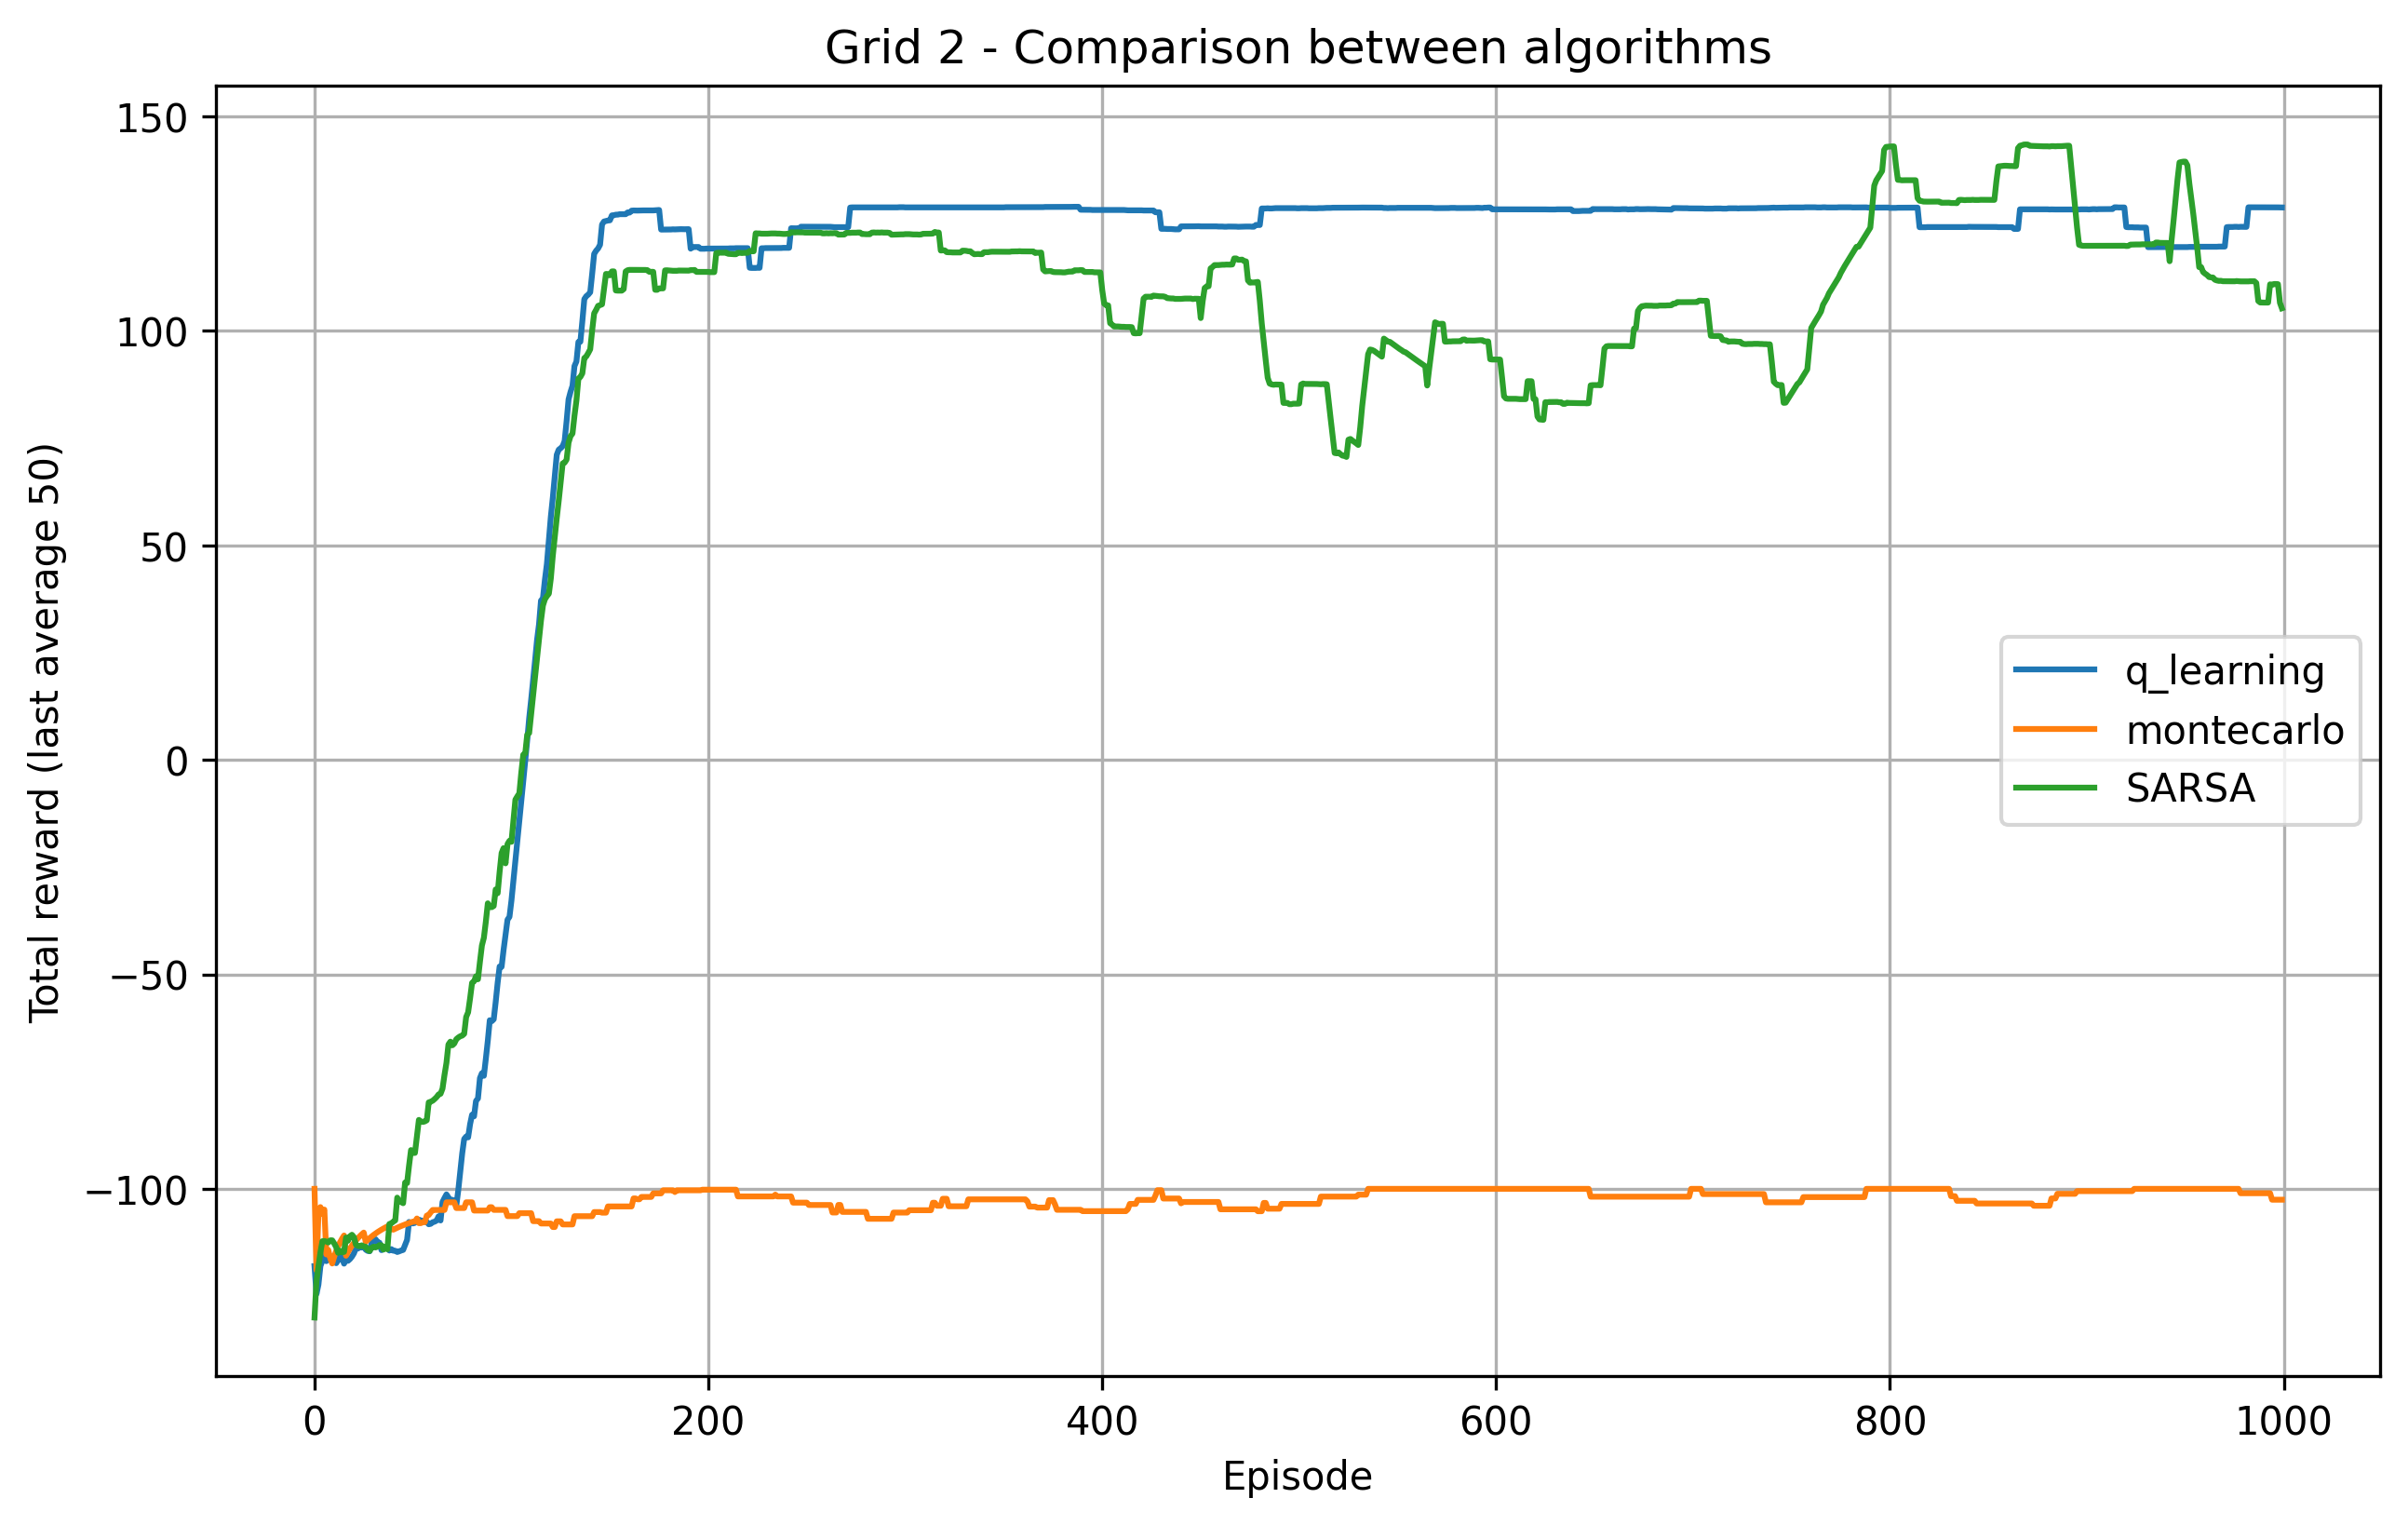 Grid 2 - Comparison between algorithms
150
100
50
0
−50
−100
Total reward (last average 50)
q_learning
montecarlo
SARSA
0 200 400 600 800 1000
Episode